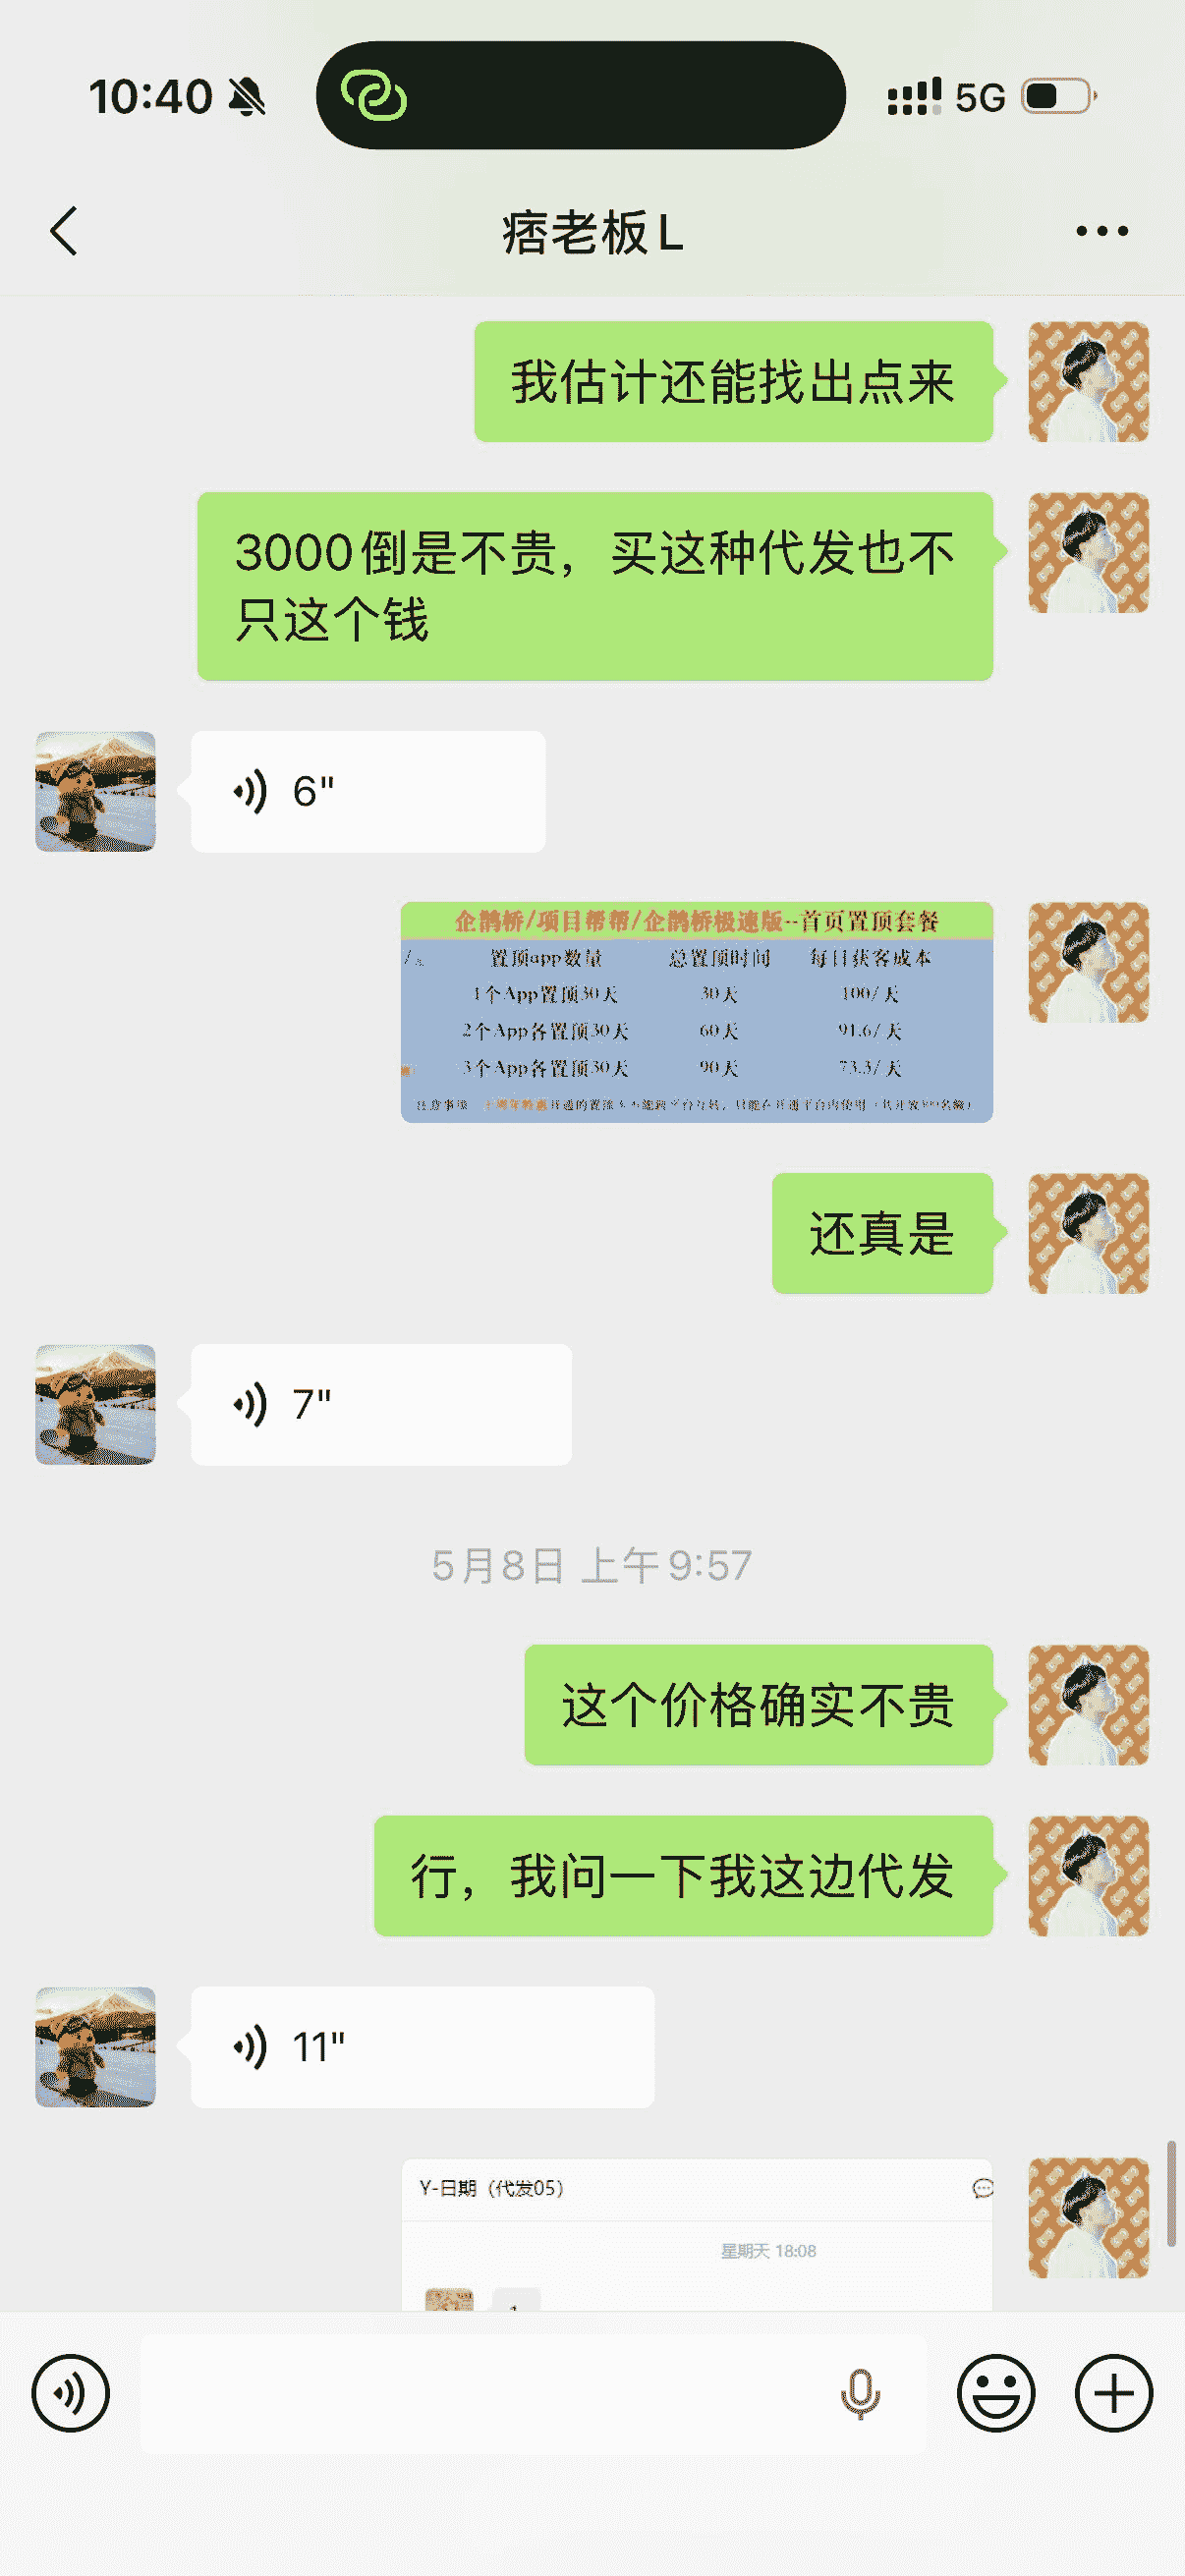 10:40
5G
痞老板L
我估计还能找出点来
3000倒是不贵，买这种代发也不
只这个钱
6"
企鹊桥/项目帮帮/企鹊桥极速版--首页置顶套餐
置顶app数量 总置顶时间 每日获客成本
1个App置顶30天 30天 100/天
2个App各置顶30天 60天 91.6/天
3个App各置顶30天 90天 73.3/天
注意事项
还真是
7"
5月8日 上午9:57
这个价格确实不贵
行，我问一下我这边代发
11"
Y-日期（代发05）
星期天 18:08